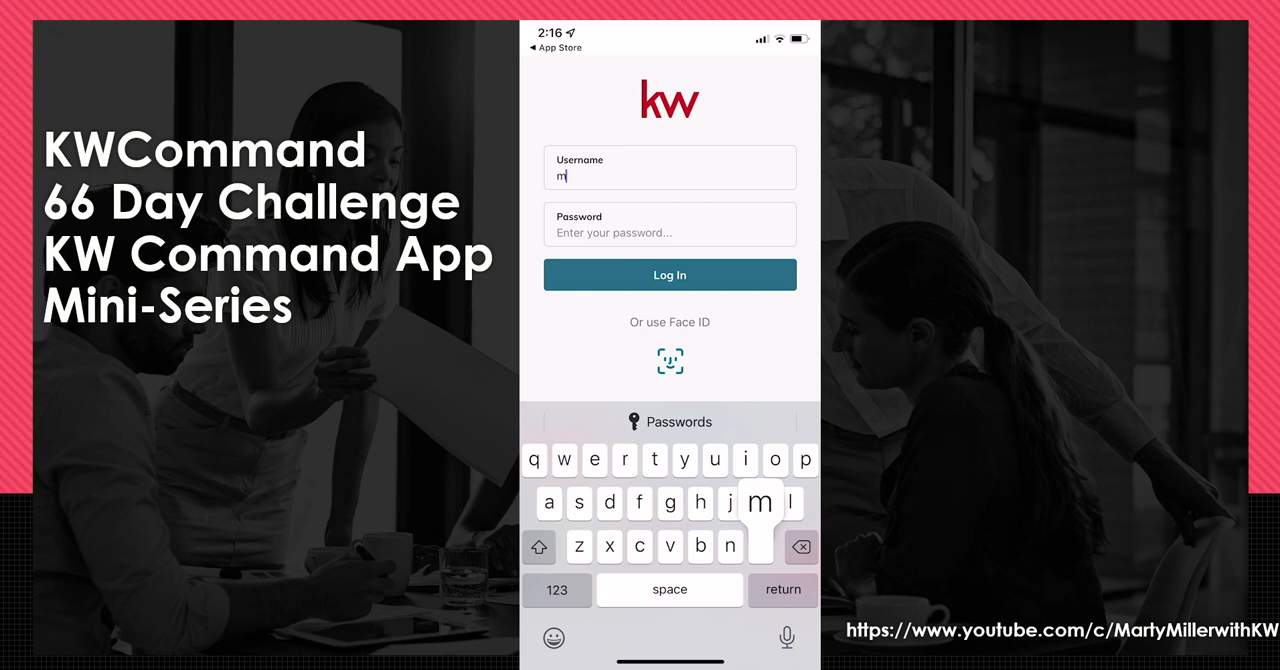 KWCommand
66 Day Challenge
KW Command App
Mini-Series
2:16
App Store
kw
Username
m
Password
Enter your password...
Log In
Or use Face ID
Passwords
q w e r t y u i o p
a s d f g h j m l
z x c v b n
123 space return
https://www.youtube.com/c/MartyMillerwithKW